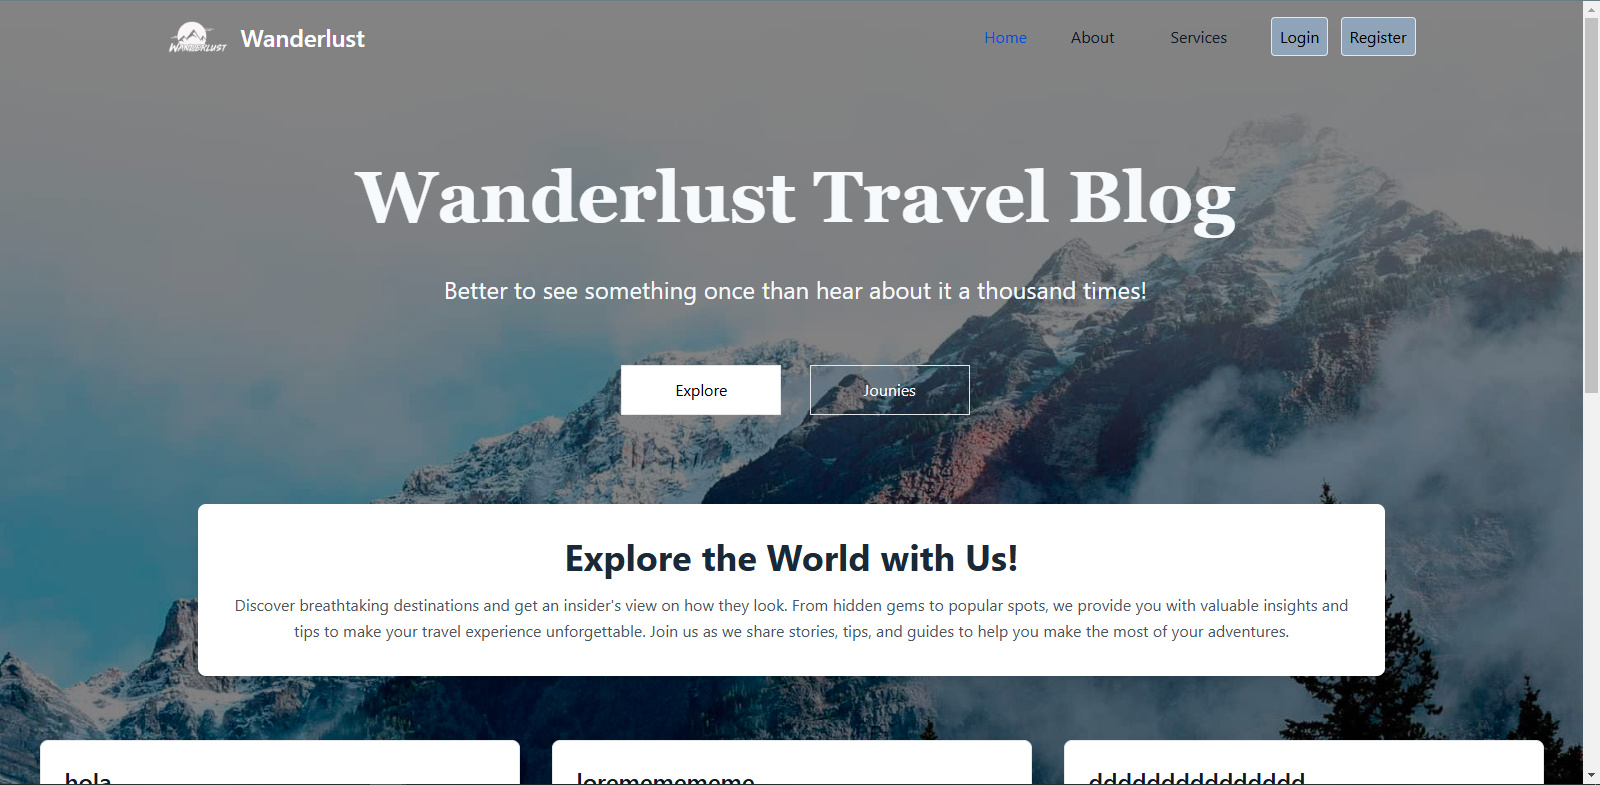 WANDERLUST
Wanderlust
Home
About
Services
Login
Register
Wanderlust Travel Blog
Better to see something once than hear about it a thousand times!
Explore
Jounies
Explore the World with Us!
Discover breathtaking destinations and get an insider's view on how they look. From hidden gems to popular spots, we provide you with valuable insights and
tips to make your travel experience unforgettable. Join us as we share stories, tips, and guides to help you make the most of your adventures.
hola
lorememememe
ddddddddddddddd